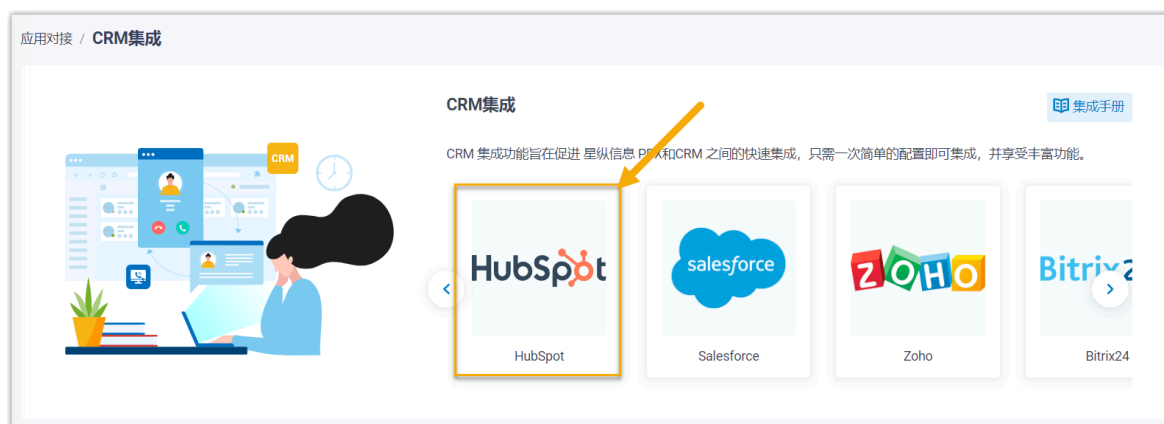 应用对接 / CRM集成
CRM集成
集成手册
CRM 集成功能旨在促进 星纵信息 PBX和CRM 之间的快速集成，只需一次简单的配置即可集成，并享受丰富功能。
CRM
HubSpot
salesforce
ZOHO
HubSpot
Salesforce
Zoho
Bitrix24